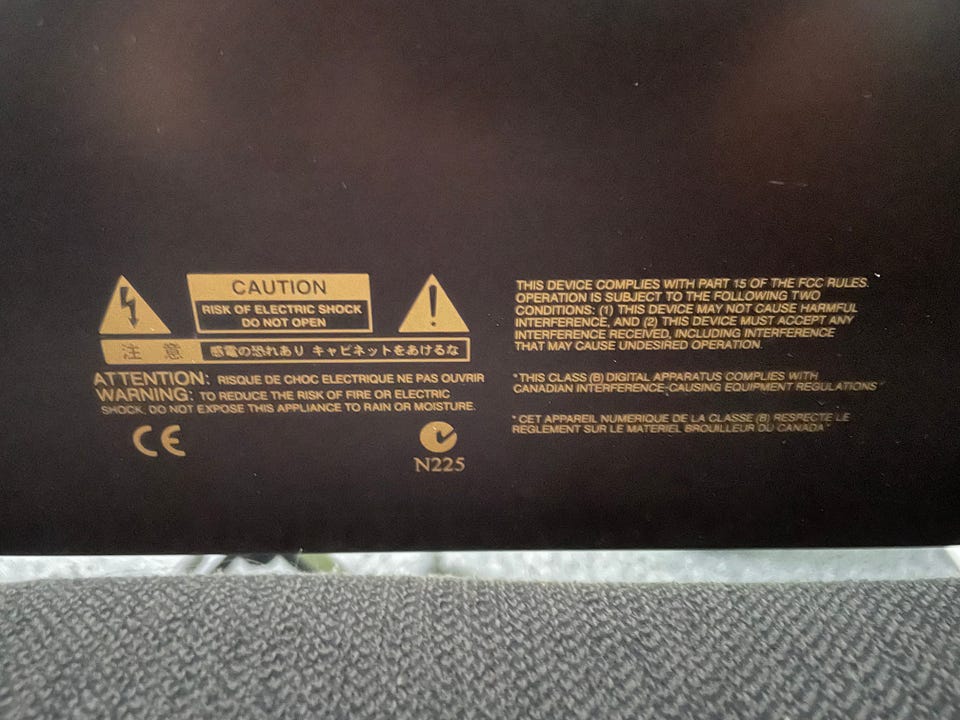 CAUTION
RISK OF ELECTRIC SHOCK
DO NOT OPEN
注 意 感電の恐れあり キャビネットをあけるな
ATTENTION: RISQUE DE CHOC ELECTRIQUE NE PAS OUVRIR
WARNING: TO REDUCE THE RISK OF FIRE OR ELECTRIC
SHOCK, DO NOT EXPOSE THIS APPLIANCE TO RAIN OR MOISTURE.
CE
N225
THIS DEVICE COMPLIES WITH PART 15 OF THE FCC RULES.
OPERATION IS SUBJECT TO THE FOLLOWING TWO
CONDITIONS: (1) THIS DEVICE MAY NOT CAUSE HARMFUL
INTERFERENCE, AND (2) THIS DEVICE MUST ACCEPT ANY
INTERFERENCE RECEIVED, INCLUDING INTERFERENCE
THAT MAY CAUSE UNDESIRED OPERATION.
"THIS CLASS (B) DIGITAL APPARATUS COMPLIES WITH
CANADIAN INTERFERENCE-CAUSING EQUIPMENT REGULATIONS"
"CET APPAREIL NUMERIQUE DE LA CLASSE (B) RESPECTE LE
REGLEMENT SUR LE MATERIEL BROUILLEUR DU CANADA"